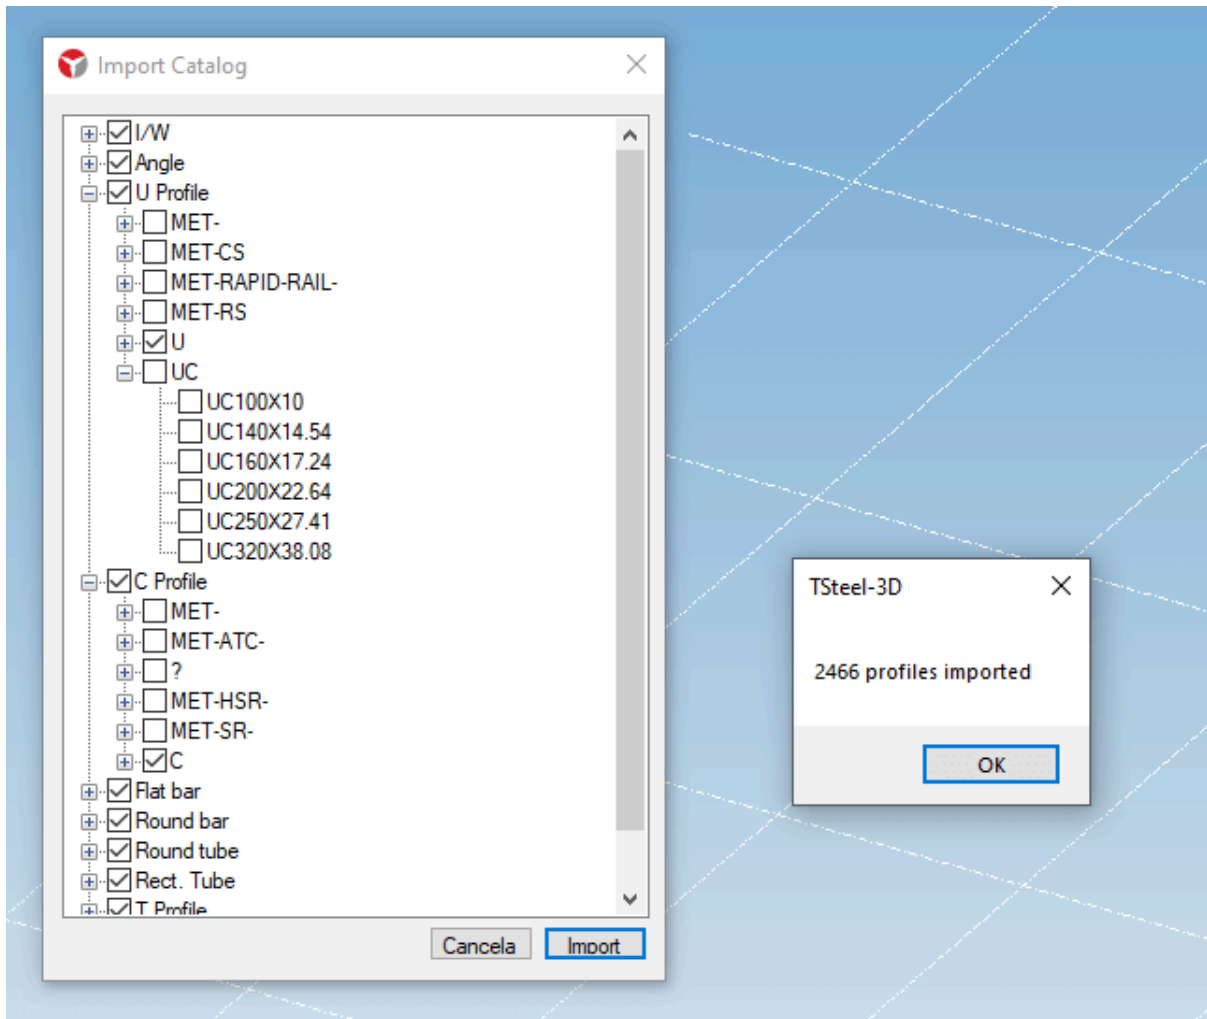 Import Catalog
I/W
Angle
U Profile
MET-
MET-CS
MET-RAPID-RAIL-
MET-RS
U
UC
UC100X10
UC140X14.54
UC160X17.24
UC200X22.64
UC250X27.41
UC320X38.08
C Profile
MET-
MET-ATC-
?
MET-HSR-
MET-SR-
C
Flat bar
Round bar
Round tube
Rect. Tube
T Profile
Cancela Import
TSteel-3D
2466 profiles imported
OK